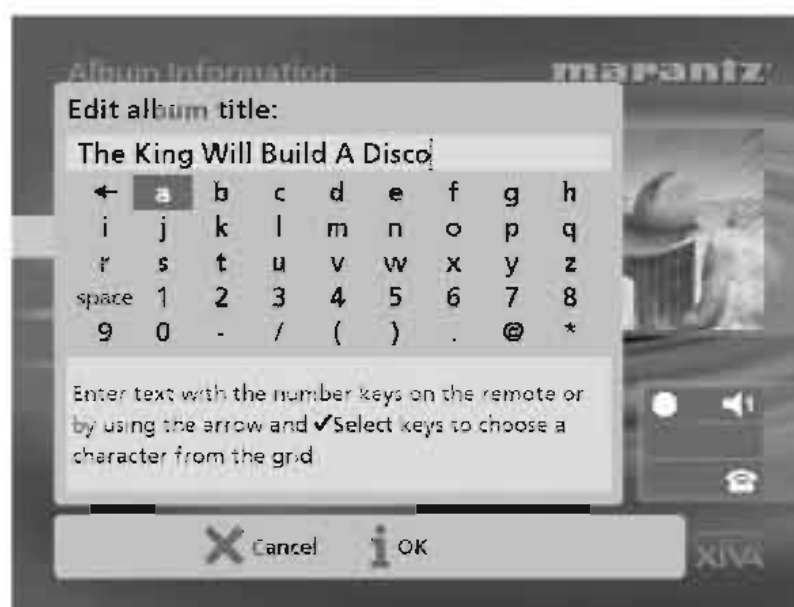 Album Information
marantz
Edit album title:
The King Will Build A Disco
← a b c d e f g h
i j k l m n o p q
r s t u v w x y z
space 1 2 3 4 5 6 7 8
9 0 - / ( ) . @ *
Enter text with the number keys on the remote or
by using the arrow and ✓Select keys to choose a
character from the grid
1
Cancel
OK
XIVA